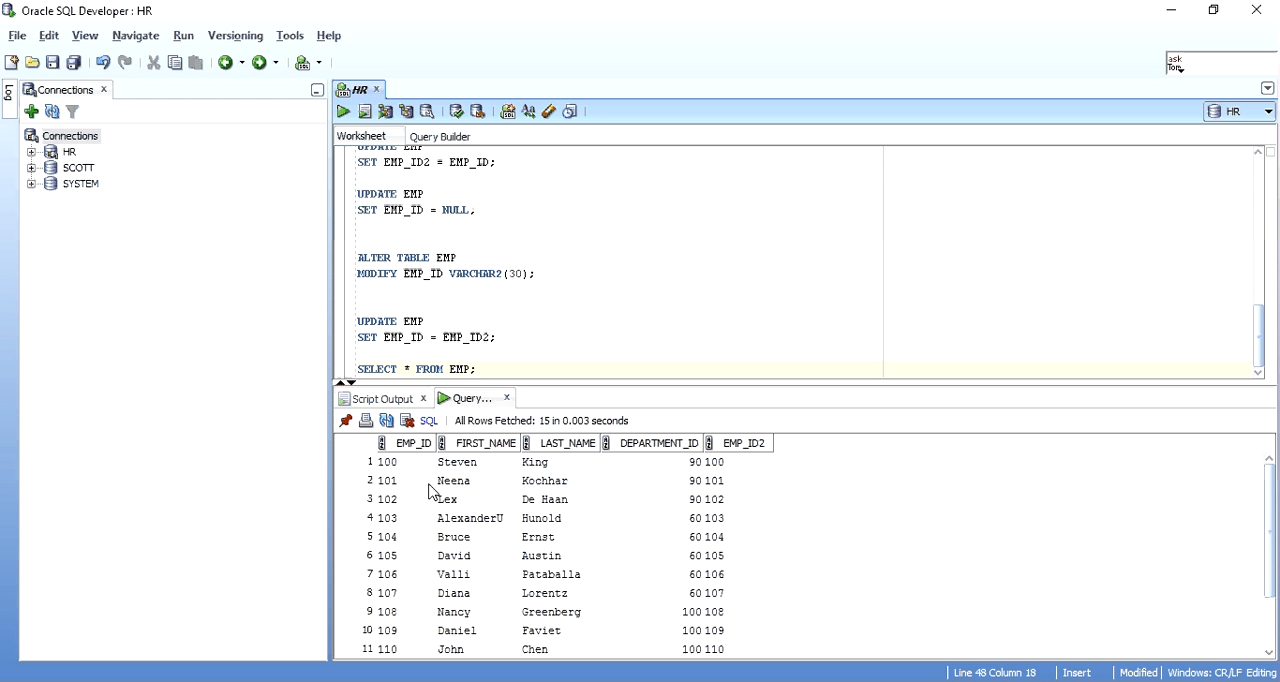 Oracle SQL Developer : HR
File Edit View Navigate Run Versioning Tools Help
ask
Tom
Log
Connections
Connections
HR
SCOTT
SYSTEM
HR
HR
Worksheet Query Builder
UPDATE EMP
SET EMP_ID2 = EMP_ID;
UPDATE EMP
SET EMP_ID = NULL;
ALTER TABLE EMP
MODIFY EMP_ID VARCHAR2(30);
UPDATE EMP
SET EMP_ID = EMP_ID2;
SELECT * FROM EMP;
Script Output Query...
SQL All Rows Fetched: 15 in 0.003 seconds
EMP_ID FIRST_NAME LAST_NAME DEPARTMENT_ID EMP_ID2
1 100 Steven King 90 100
2 101 Neena Kochhar 90 101
3 102 Lex De Haan 90 102
4 103 AlexanderU Hunold 60 103
5 104 Bruce Ernst 60 104
6 105 David Austin 60 105
7 106 Valli Pataballa 60 106
8 107 Diana Lorentz 60 107
9 108 Nancy Greenberg 100 108
10 109 Daniel Faviet 100 109
11 110 John Chen 100 110
Line 48 Column 18 Insert Modified Windows: CR/LF Editing